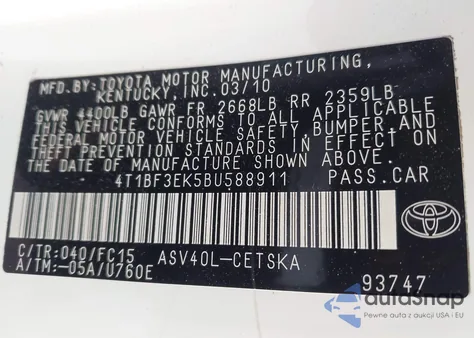 MFD. BY: TOYOTA MOTOR MANUFACTURING,
KENTUCKY, INC. 03/10
GVWR 4400LB GAWR FR 2668LB RR 2359LB
THIS VEHICLE CONFORMS TO ALL APPLICABLE
FEDERAL MOTOR VEHICLE SAFETY, BUMPER, AND
THEFT PREVENTION STANDARDS IN EFFECT ON
THE DATE OF MANUFACTURE SHOWN ABOVE.
4T1BF3EK5BU588911 PASS.CAR
TOYOTA
C/TR: 040/FC15 ASV40L-CETSKA
A/TM: -05A/U760E 93747
autosnap
Pewne auta z aukcji USA i EU